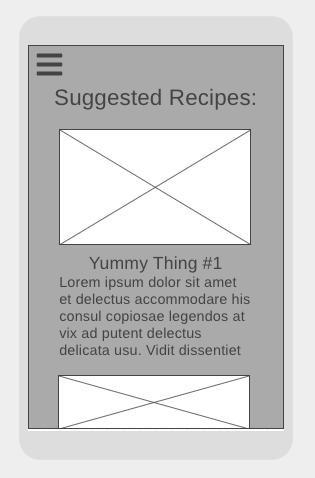 Suggested Recipes:
Yummy Thing #1
Lorem ipsum dolor sit amet
et delectus accommodare his
consul copiosae legendos at
vix ad putent delectus
delicata usu. Vidit dissentiet